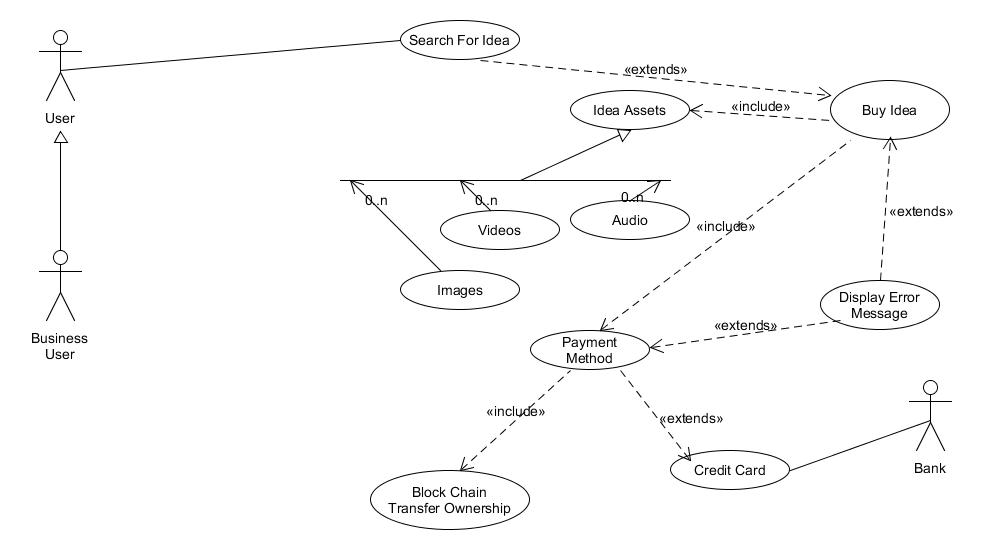 Search For Idea
«extends»
User
Idea Assets
«include»
Buy Idea
0..n
0..n
0..n
Videos
Audio
«include»
«extends»
Images
Display Error
Message
Business
User
«extends»
Payment
Method
«include»
«extends»
Credit Card
Bank
Block Chain
Transfer Ownership